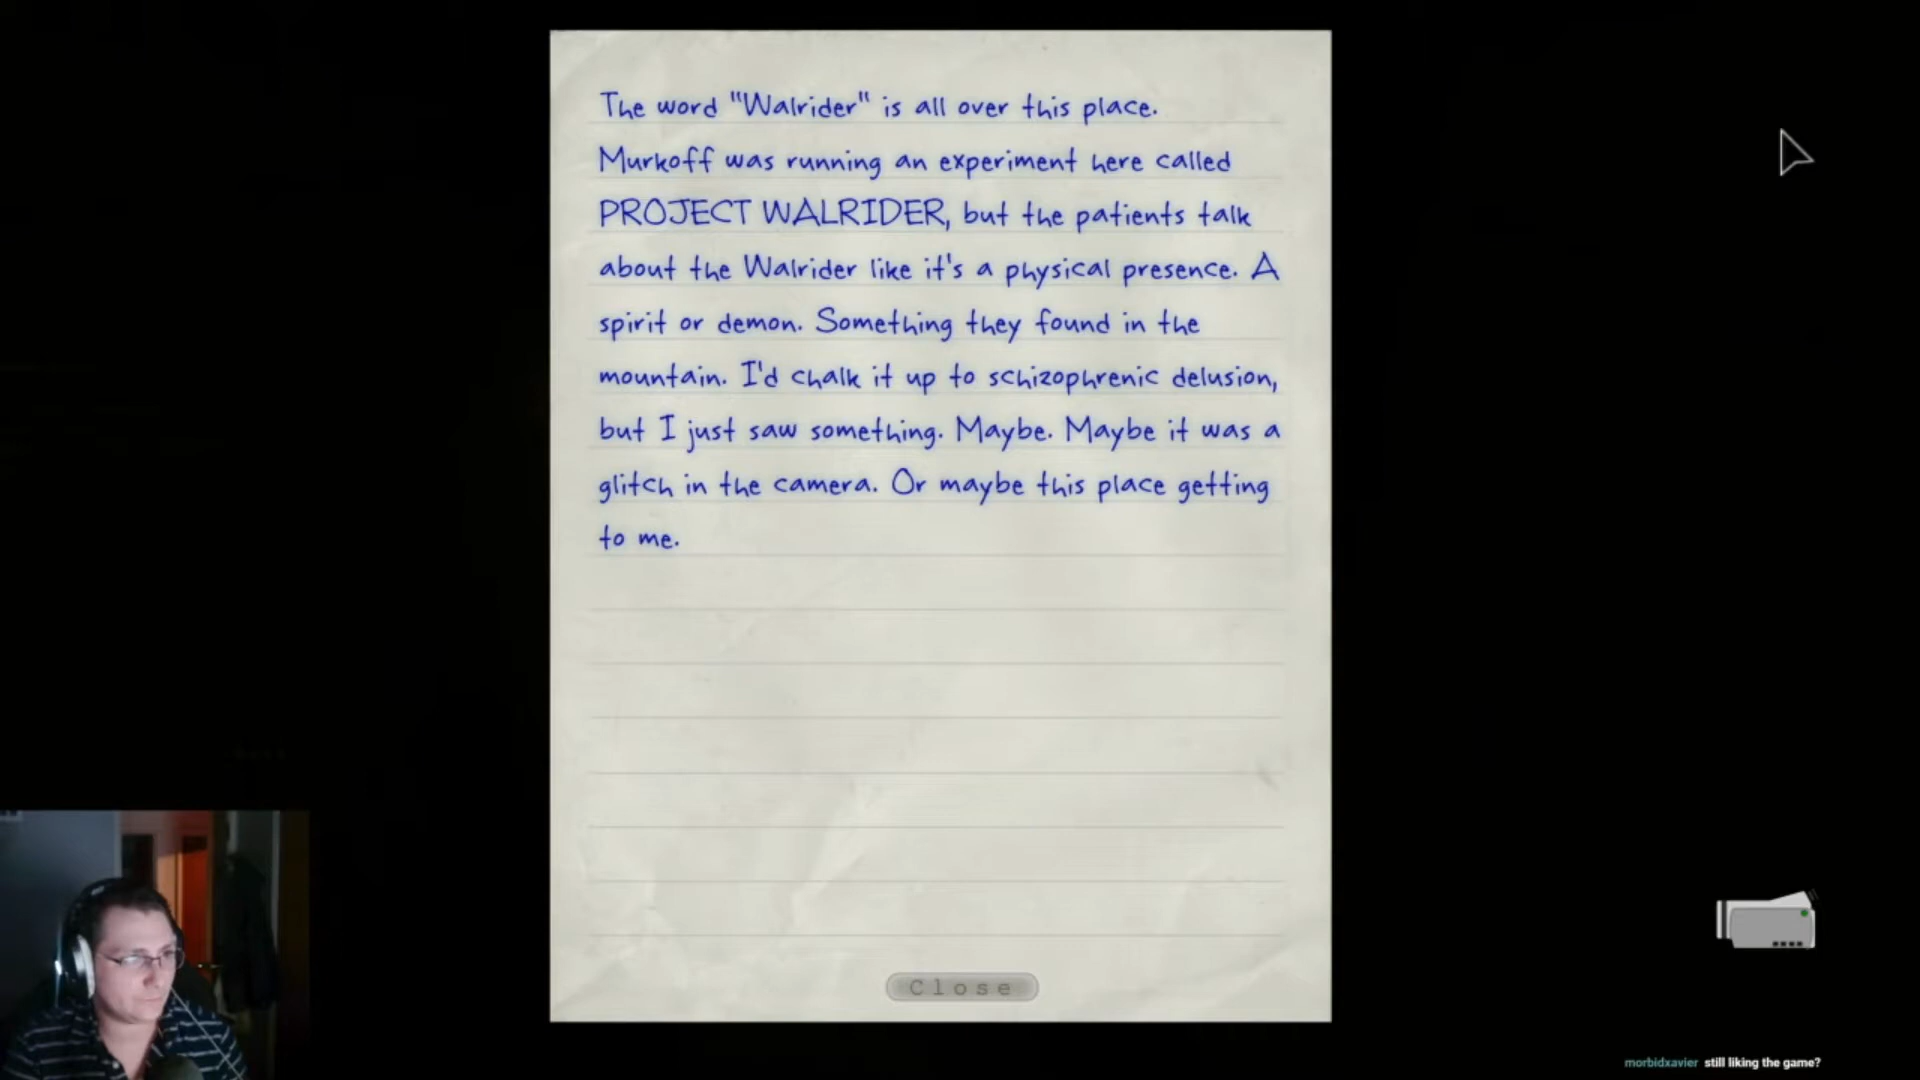 The word "Walrider" is all over this place.
Murkoff was running an experiment here called
PROJECT WALRIDER, but the patients talk
about the Walrider like it's a physical presence. A
spirit or demon. Something they found in the
mountain. I'd chalk it up to schizophrenic delusion,
but I just saw something. Maybe. Maybe it was a
glitch in the camera. Or maybe this place getting
to me.
Close
morbidxavier still liking the game?